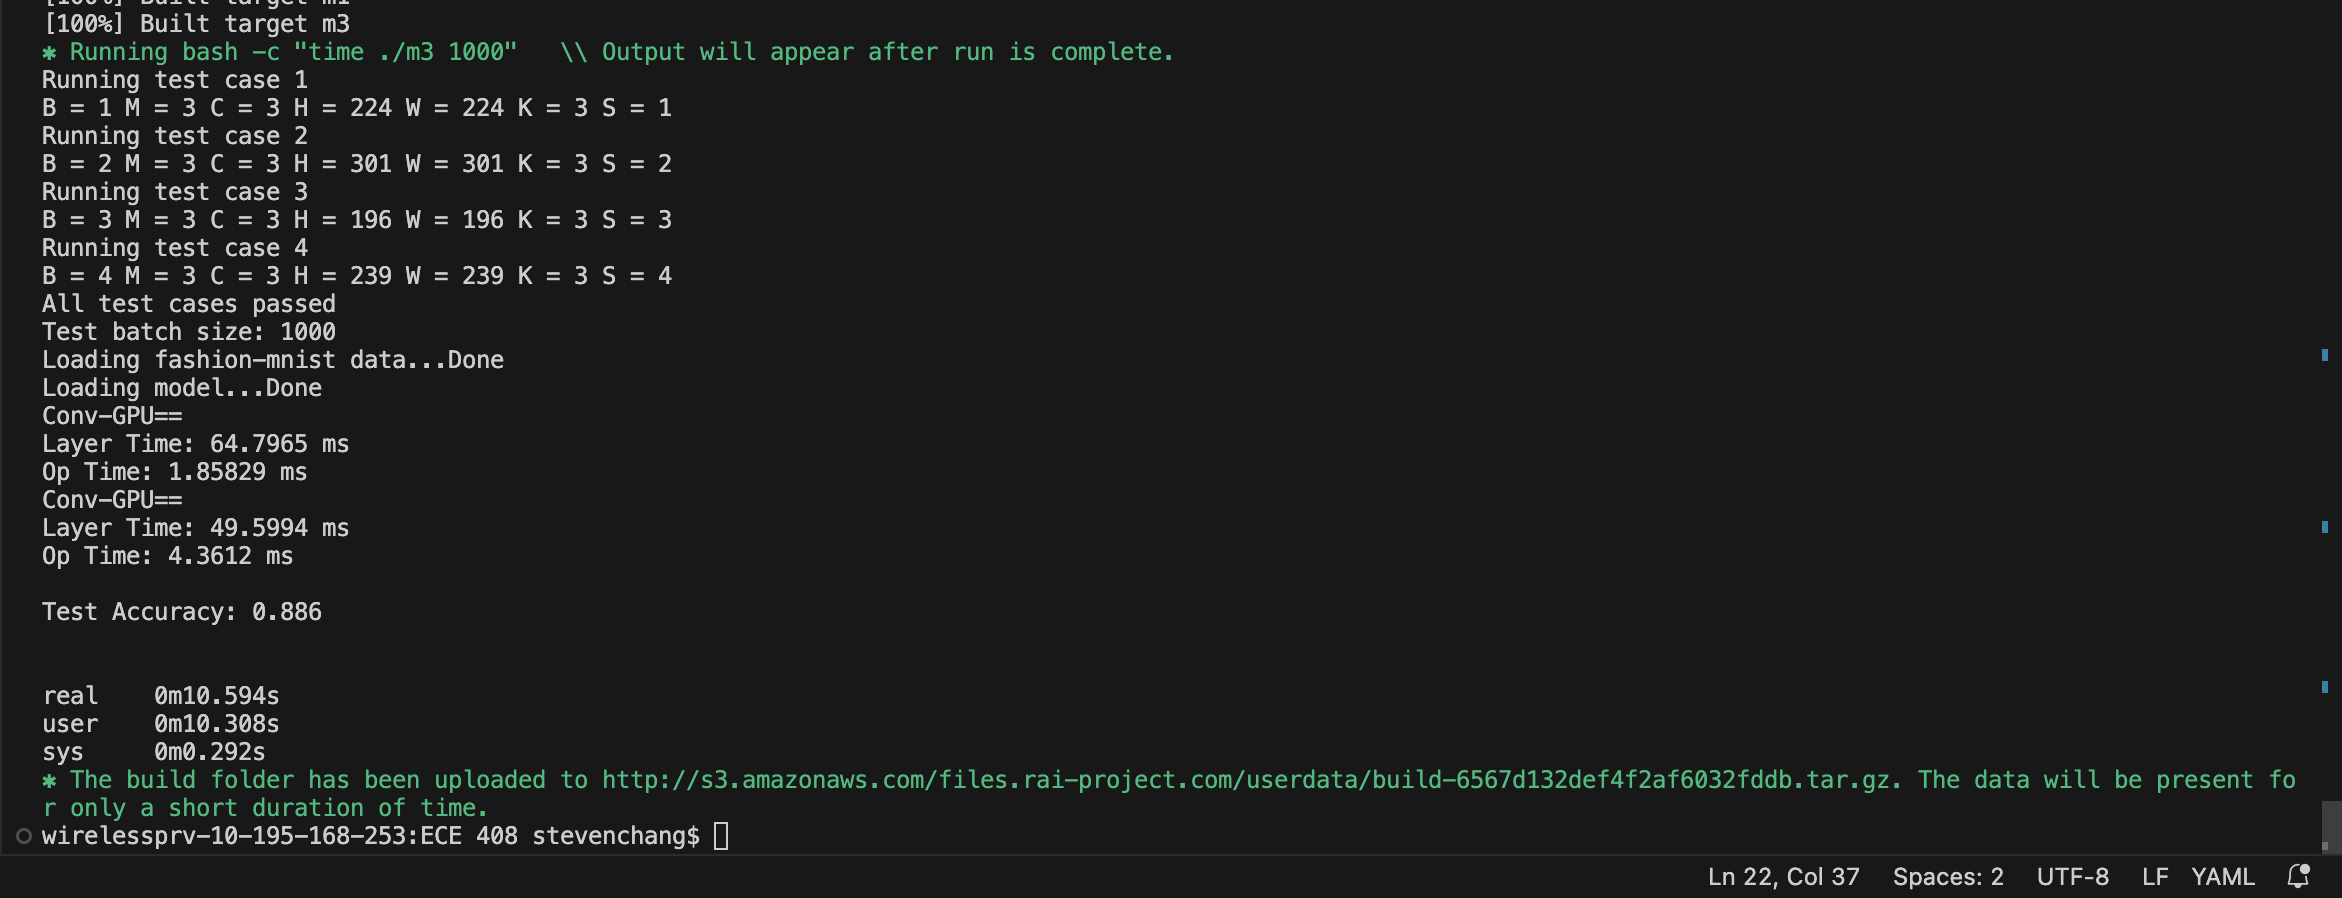 [100%] Built target m1
[100%] Built target m3
✱ Running bash -c "time ./m3 1000"   \\ Output will appear after run is complete.
Running test case 1
B = 1 M = 3 C = 3 H = 224 W = 224 K = 3 S = 1
Running test case 2
B = 2 M = 3 C = 3 H = 301 W = 301 K = 3 S = 2
Running test case 3
B = 3 M = 3 C = 3 H = 196 W = 196 K = 3 S = 3
Running test case 4
B = 4 M = 3 C = 3 H = 239 W = 239 K = 3 S = 4
All test cases passed
Test batch size: 1000
Loading fashion-mnist data...Done
Loading model...Done
Conv-GPU==
Layer Time: 64.7965 ms
Op Time: 1.85829 ms
Conv-GPU==
Layer Time: 49.5994 ms
Op Time: 4.3612 ms
Test Accuracy: 0.886
real    0m10.594s
user    0m10.308s
sys     0m0.292s
✱ The build folder has been uploaded to http://s3.amazonaws.com/files.rai-project.com/userdata/build-6567d132def4f2af6032fddb.tar.gz. The data will be present fo
r only a short duration of time.
wirelessprv-10-195-168-253:ECE 408 stevenchang$
Ln 22, Col 37 Spaces: 2 UTF-8 LF YAML